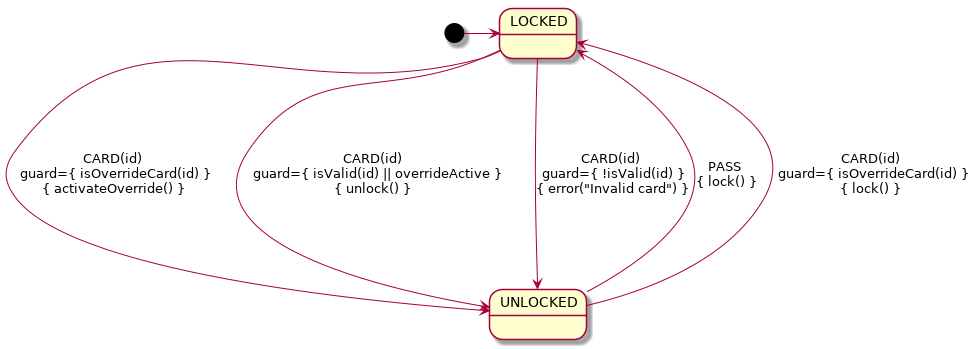 LOCKED
CARD(id)
guard={ isOverrideCard(id) }
{ activateOverride() }
CARD(id)
guard={ isValid(id) || overrideActive }
{ unlock() }
CARD(id)
guard={ !isValid(id) }
{ error("Invalid card") }
PASS
{ lock() }
CARD(id)
guard={ isOverrideCard(id) }
{ lock() }
UNLOCKED